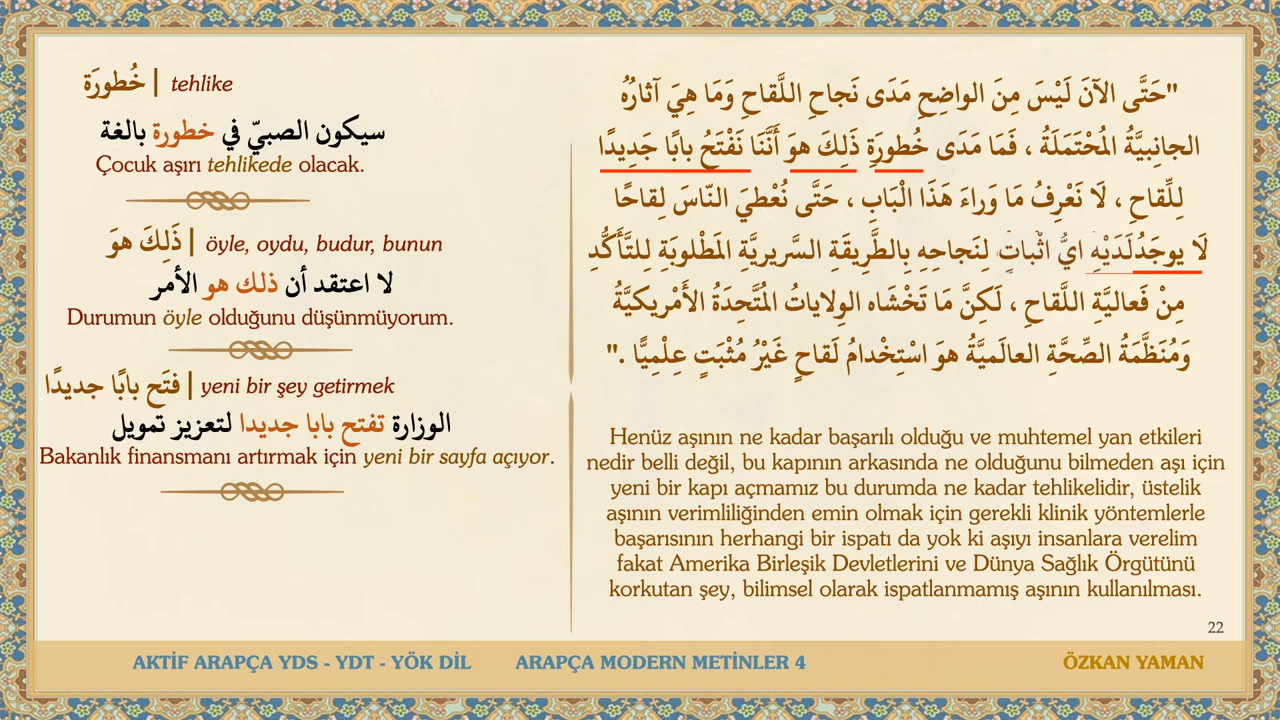 خُطورَة | tehlike
سيكون الصبيّ في خطورة بالغة
Çocuk aşırı tehlikede olacak.
ذَلِكَ هوَ | öyle, oydu, budur, bunun
لا اعتقد أن ذلك هو الأمر
Durumun öyle olduğunu düşünmüyorum.
فتَح بابًا جديدًا | yeni bir şey getirmek
الوزارة تفتح بابا جديدا لتعزيز تمويل
Bakanlık finansmanı artırmak için yeni bir sayfa açıyor.
"حَتَّى الآنَ لَيْسَ مِنَ الواضِحِ مَدَى نَجاحِ اللَّقاحِ وَمَا هِيَ آثارُهُ
الجانِبِيَّةُ المُحْتَمَلَةُ ، فَمَا مَدَى خُطورَةِ ذَلِكَ هوَ أَنَّنَا نَفْتَحُ بابًا جَدِيدًا
لِلِّقاحِ ، لَا نَعْرِفُ مَا وَراءَ هَذَا الْبَابِ ، حَتَّى نُعْطيَ النّاسَ لِقاحًا
لَا يوجَدُلَدَيْهِ ايُّ اثْباتٍ لِنَجاحِهِ بِالطَّرِيقَةِ السَّريريَّةِ المَطْلوبَةِ لِلتَّأَكُّدِ
مِنْ فَعاليَّةِ اللَّقاحِ ، لَكِنَّ مَا تَخْشَاه الوِلاياتُ المُتَّحِدَةُ الأَمْريكيَّةُ
وَمُنَظَّمَةُ الصِّحَّةِ العالَميَّةُ هوَ اسْتِخْدامُ لَقاحٍ غَيْرُ مُثْبَتٍ عِلْمِيًّا ."
Henüz aşının ne kadar başarılı olduğu ve muhtemel yan etkileri
nedir belli değil, bu kapının arkasında ne olduğunu bilmeden aşı için
yeni bir kapı açmamız bu durumda ne kadar tehlikelidir, üstelik
aşının verimliliğinden emin olmak için gerekli klinik yöntemlerle
başarısının herhangi bir ispatı da yok ki aşıyı insanlara verelim
fakat Amerika Birleşik Devletlerini ve Dünya Sağlık Örgütünü
korkutan şey, bilimsel olarak ispatlanmamış aşının kullanılması.
22
AKTİF ARAPÇA YDS - YDT - YÖK DİL ARAPÇA MODERN METİNLER 4 ÖZKAN YAMAN